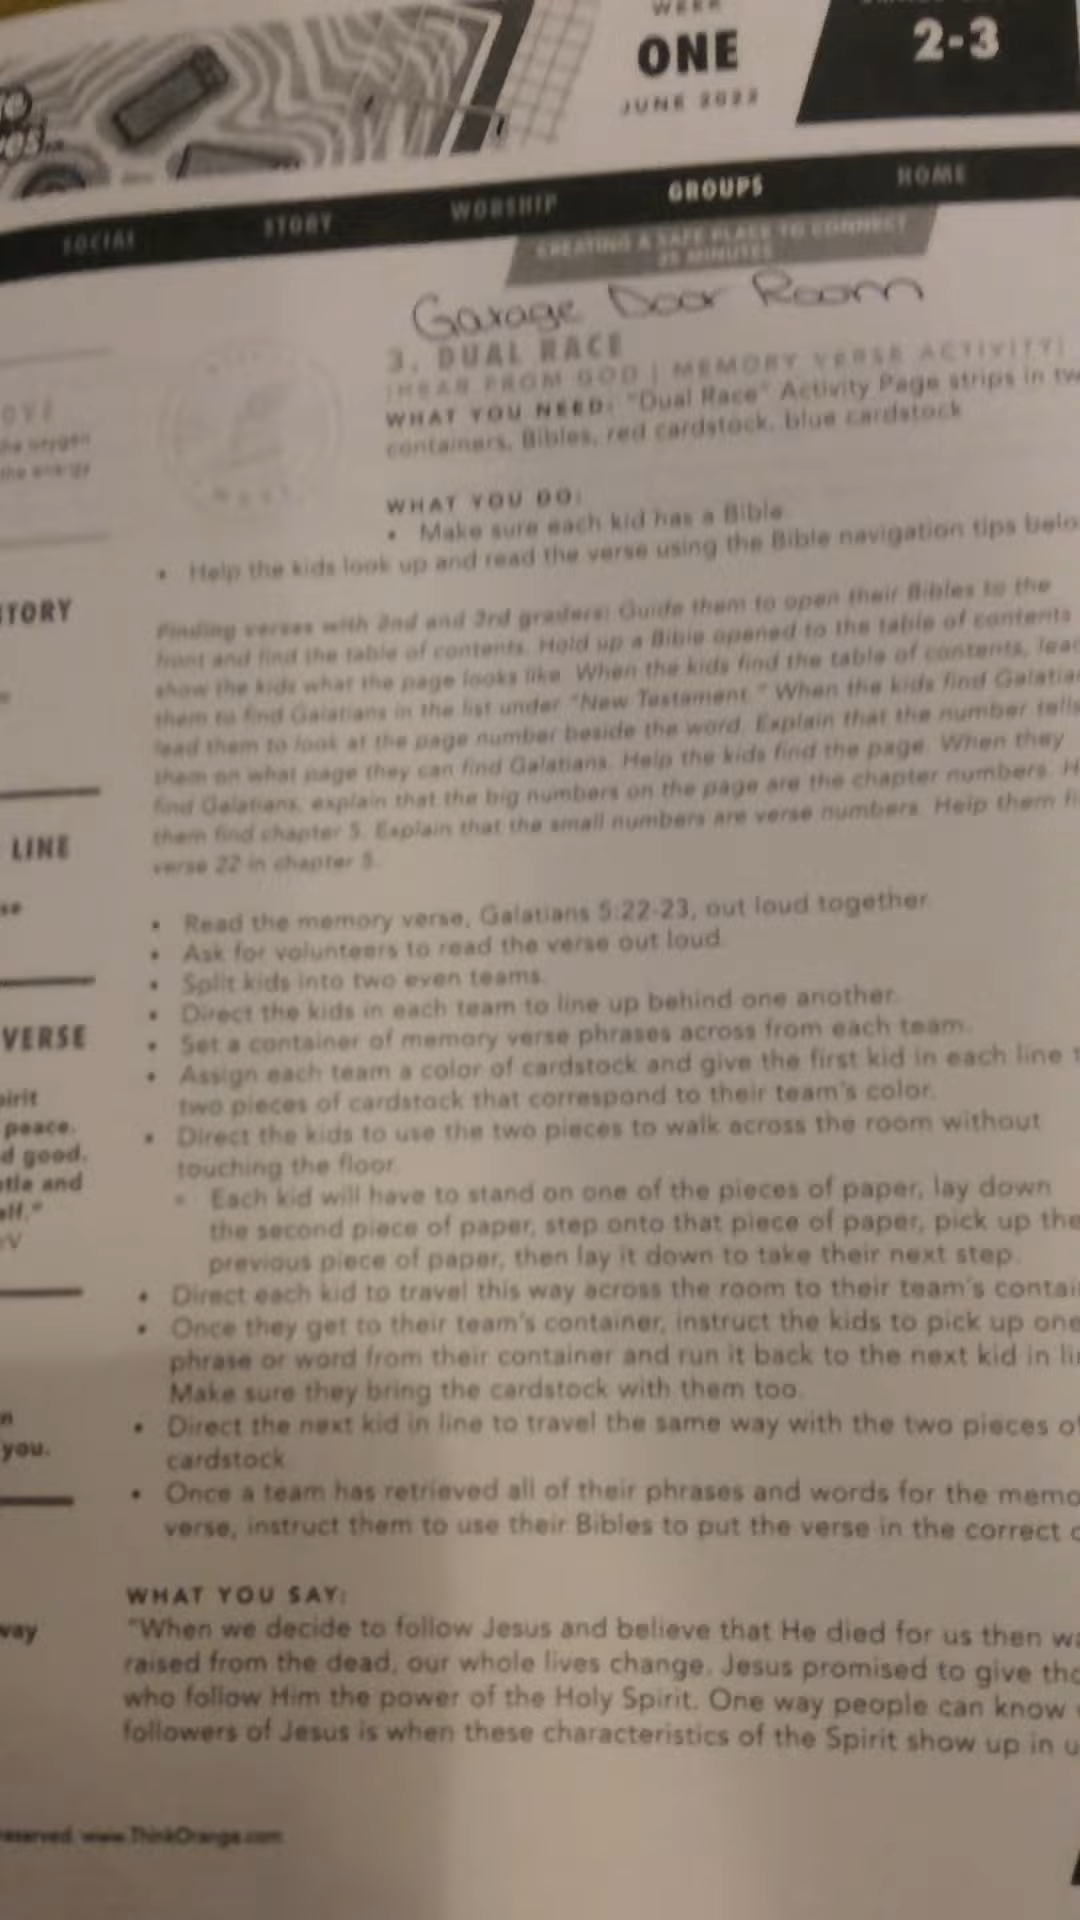 WEEK
ONE
JUNE 2022
2-3
SOCIAL STORY WORSHIP GROUPS HOME
CREATING A SAFE PLACE TO CONNECT
25 MINUTES
Garage Door Room
3. DUAL RACE
[HEAR FROM GOD | MEMORY VERSE ACTIVITY]
WHAT YOU NEED: "Dual Race" Activity Page strips in
containers, Bibles, red cardstock, blue cardstock
the oxygen
the energy
WHAT YOU DO:
• Make sure each kid has a Bible.
• Help the kids look up and read the verse using the Bible navigation tips
Finding verses with 2nd and 3rd graders: Guide them to open their Bibles to the
front and find the table of contents. Hold up a Bible opened to the table of contents
show the kids what the page looks like. When the kids find the table of contents,
them to find Galatians in the list under "New Testament." When the kids find
lead them to look at the page number beside the word. Explain that the number tells
them on what page they can find Galatians. Help the kids find the page. When they
find Galatians, explain that the big numbers on the page are the chapter numbers.
them find chapter 5. Explain that the small numbers are verse numbers. Help them
verse 22 in chapter 5.
LINE
VERSE
peace.
good,
and
you.
• Read the memory verse, Galatians 5:22-23, out loud together.
• Ask for volunteers to read the verse out loud.
• Split kids into two even teams.
• Direct the kids in each team to line up behind one another.
• Set a container of memory verse phrases across from each team.
• Assign each team a color of cardstock and give the first kid in each line
two pieces of cardstock that correspond to their team's color.
• Direct the kids to use the two pieces to walk across the room without
touching the floor.
• Each kid will have to stand on one of the pieces of paper, lay down
the second piece of paper, step onto that piece of paper, pick up the
previous piece of paper, then lay it down to take their next step.
• Direct each kid to travel this way across the room to their team's
• Once they get to their team's container, instruct the kids to pick up one
phrase or word from their container and run it back to the next kid in
Make sure they bring the cardstock with them too.
• Direct the next kid in line to travel the same way with the two pieces of
cardstock
• Once a team has retrieved all of their phrases and words for the
verse, instruct them to use their Bibles to put the verse in the correct
WHAT YOU SAY:
"When we decide to follow Jesus and believe that He died for us then
raised from the dead, our whole lives change. Jesus promised to give
who follow Him the power of the Holy Spirit. One way people can know
followers of Jesus is when these characteristics of the Spirit show up in
reserved. www.ThinkOrange.com